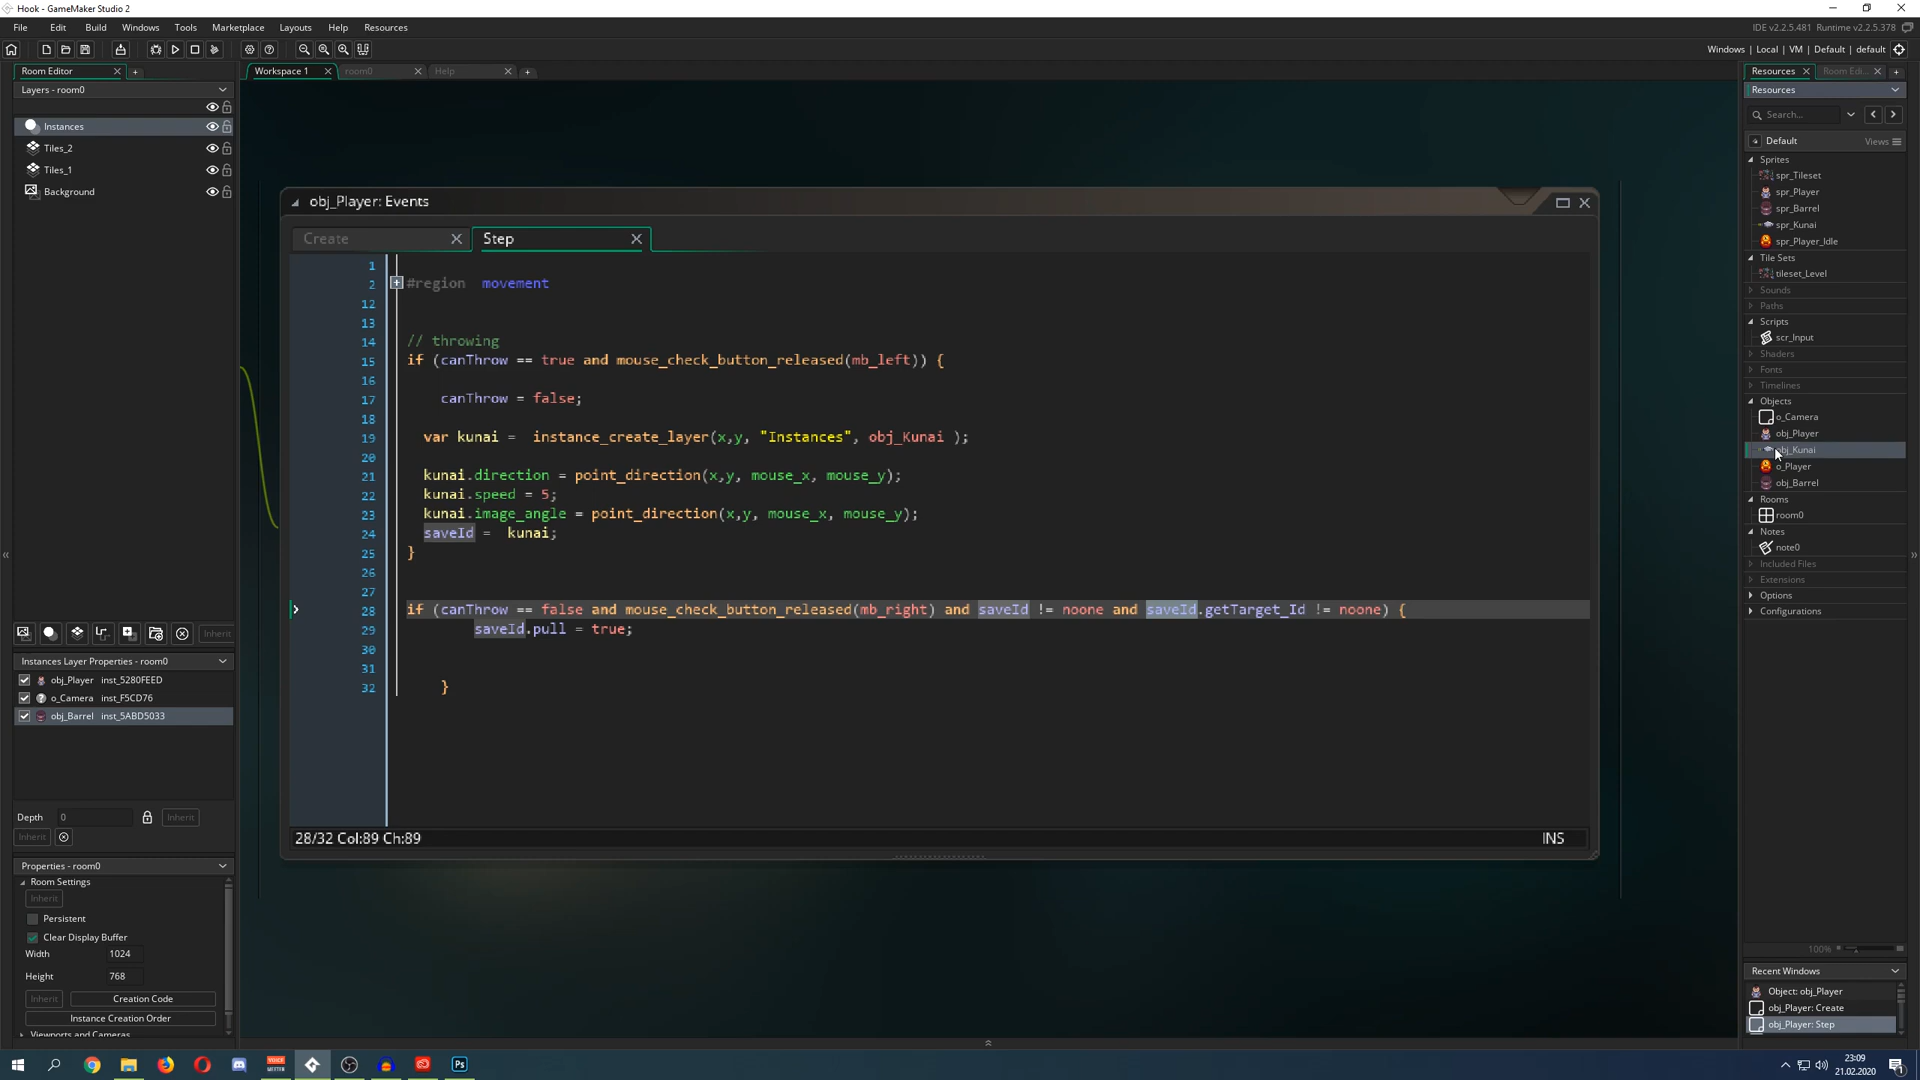 Hook - GameMaker Studio 2
File Edit Build Windows Tools Marketplace Layouts Help Resources
IDE v2.2.5.481 Runtime v2.2.5.378
Windows | Local | VM | Default | default
Room Editor
Workspace 1
room0
Help
Resources
Room Edi...
Layers - room0
Instances
Tiles_2
Tiles_1
Background
Inherit
Instances Layer Properties - room0
obj_Player inst_5280FEED
o_Camera inst_F5CD76
obj_Barrel inst_5ABD5033
Depth 0 Inherit
Inherit
Properties - room0
Room Settings
Inherit
Persistent
Clear Display Buffer
Width 1024
Height 768
Inherit Creation Code
Instance Creation Order
Viewports and Cameras
obj_Player: Events
Create
Step
1
2 #region movement
12
13
14 // throwing
15 if (canThrow == true and mouse_check_button_released(mb_left)) {
16
17 canThrow = false;
18
19 var kunai = instance_create_layer(x,y, "Instances", obj_Kunai );
20
21 kunai.direction = point_direction(x,y, mouse_x, mouse_y);
22 kunai.speed = 5;
23 kunai.image_angle = point_direction(x,y, mouse_x, mouse_y);
24 saveId = kunai;
25 }
26
27
28 if (canThrow == false and mouse_check_button_released(mb_right) and saveId != noone and saveId.getTarget_Id != noone) {
29 saveId.pull = true;
30
31
32 }
28/32 Col:89 Ch:89
INS
Resources
Search...
Default
Views
Sprites
spr_Tileset
spr_Player
spr_Barrel
spr_Kunai
spr_Player_Idle
Tile Sets
tileset_Level
Sounds
Paths
Scripts
scr_Input
Shaders
Fonts
Timelines
Objects
o_Camera
obj_Player
obj_Kunai
o_Player
obj_Barrel
Rooms
room0
Notes
note0
Included Files
Extensions
Options
Configurations
100%
Recent Windows
Object: obj_Player
obj_Player: Create
obj_Player: Step
23:09
21.02.2020